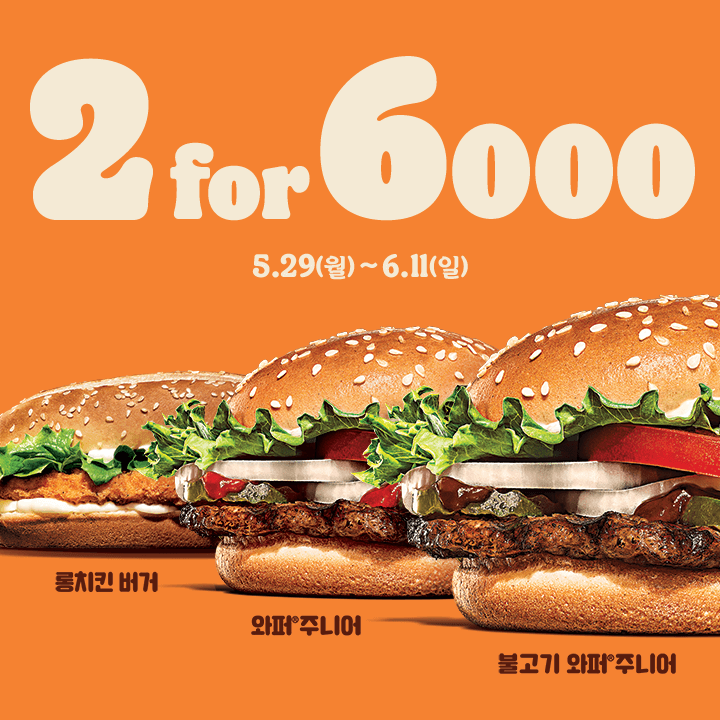 2 for 6000
5.29(월) ~ 6.11(일)
롱치킨 버거
와퍼®주니어
불고기 와퍼®주니어